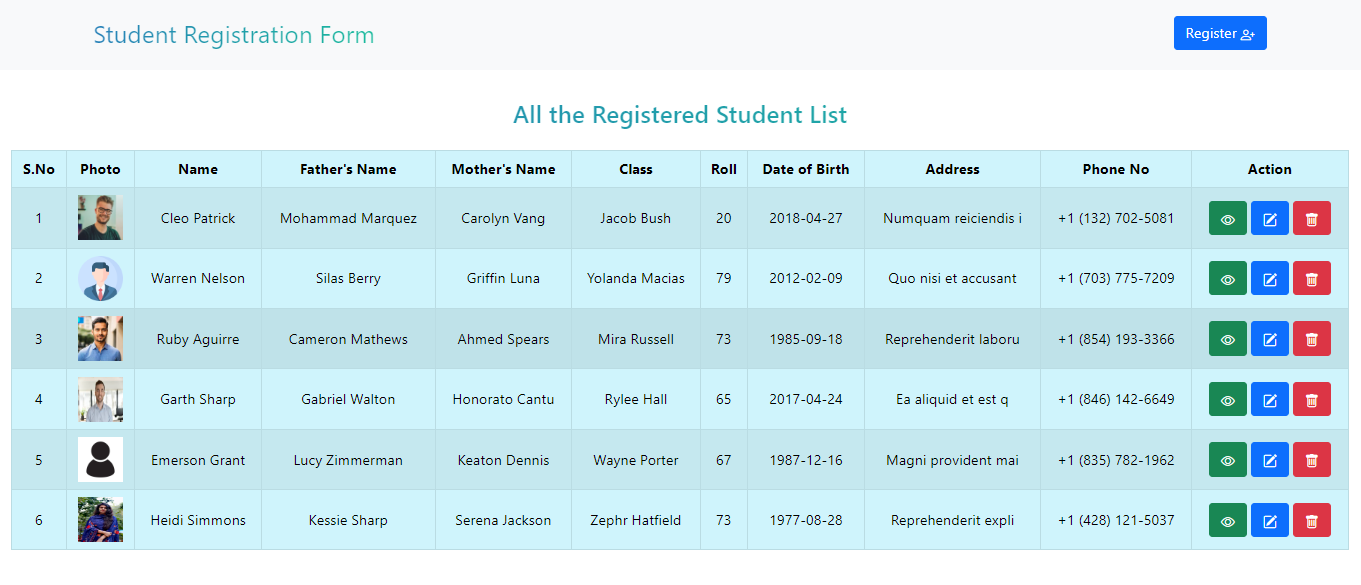 Student Registration Form
Register
All the Registered Student List
S.No Photo Name Father's Name Mother's Name Class Roll Date of Birth Address Phone No Action
1 Cleo Patrick Mohammad Marquez Carolyn Vang Jacob Bush 20 2018-04-27 Numquam reiciendis i +1 (132) 702-5081
2 Warren Nelson Silas Berry Griffin Luna Yolanda Macias 79 2012-02-09 Quo nisi et accusant +1 (703) 775-7209
3 Ruby Aguirre Cameron Mathews Ahmed Spears Mira Russell 73 1985-09-18 Reprehenderit laboru +1 (854) 193-3366
4 Garth Sharp Gabriel Walton Honorato Cantu Rylee Hall 65 2017-04-24 Ea aliquid et est q +1 (846) 142-6649
5 Emerson Grant Lucy Zimmerman Keaton Dennis Wayne Porter 67 1987-12-16 Magni provident mai +1 (835) 782-1962
6 Heidi Simmons Kessie Sharp Serena Jackson Zephr Hatfield 73 1977-08-28 Reprehenderit expli +1 (428) 121-5037